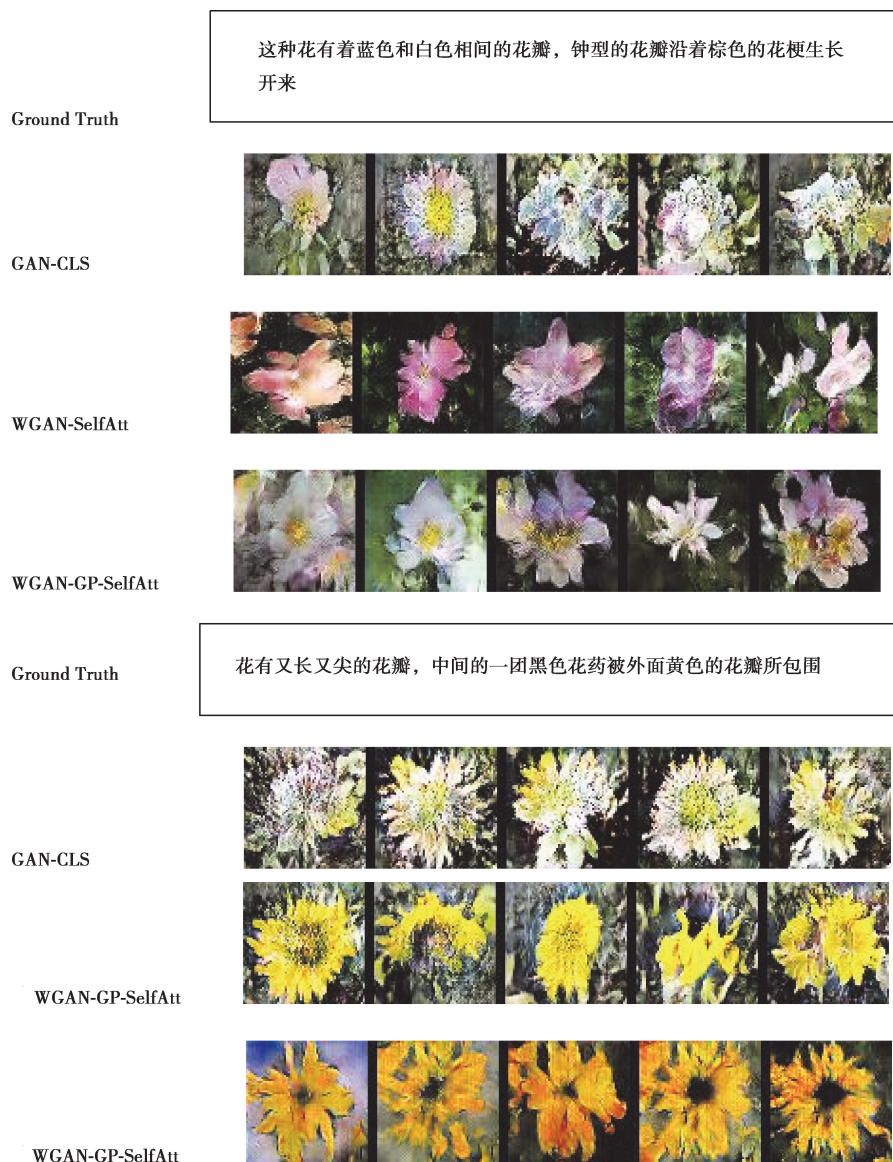 这种花有着蓝色和白色相间的花瓣，钟型的花瓣沿着棕色的花梗生长
开来
Ground Truth
GAN-CLS
WGAN-SelfAtt
WGAN-GP-SelfAtt
Ground Truth
花有又长又尖的花瓣，中间的一团黑色花药被外面黄色的花瓣所包围
GAN-CLS
WGAN-GP-SelfAtt
WGAN-GP-SelfAtt